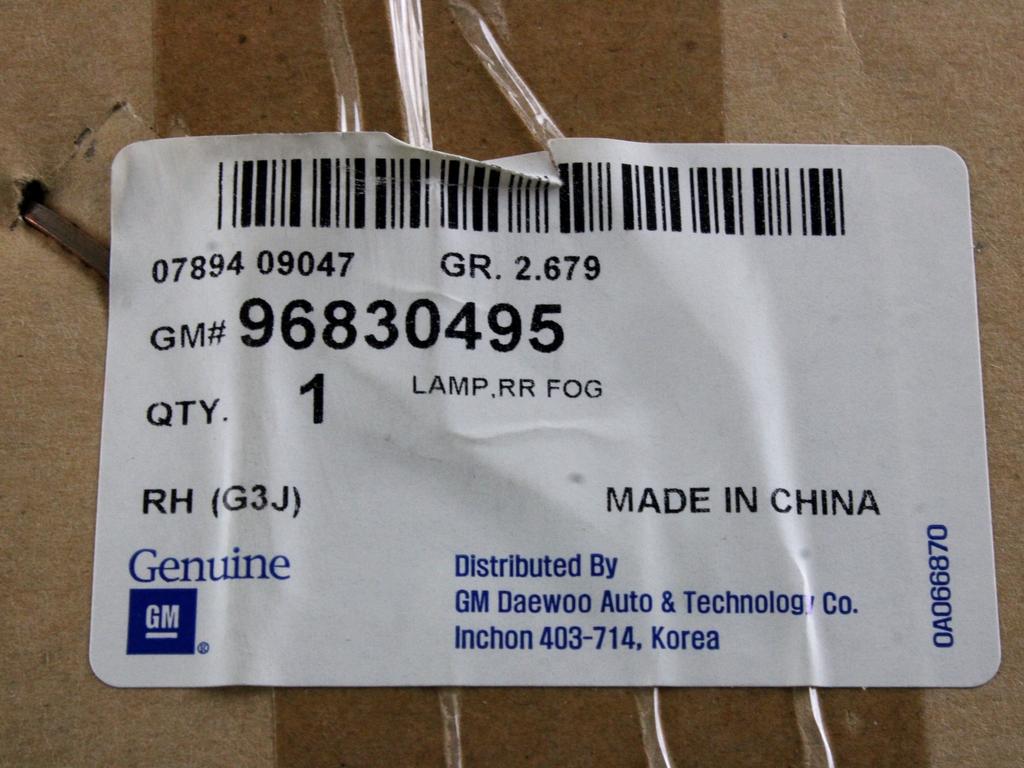 07894 09047 GR. 2.679
GM# 96830495
QTY. 1 LAMP,RR FOG
RH (G3J) MADE IN CHINA
Genuine
GM
®
Distributed By
GM Daewoo Auto & Technology Co.
Inchon 403-714, Korea
0A066870